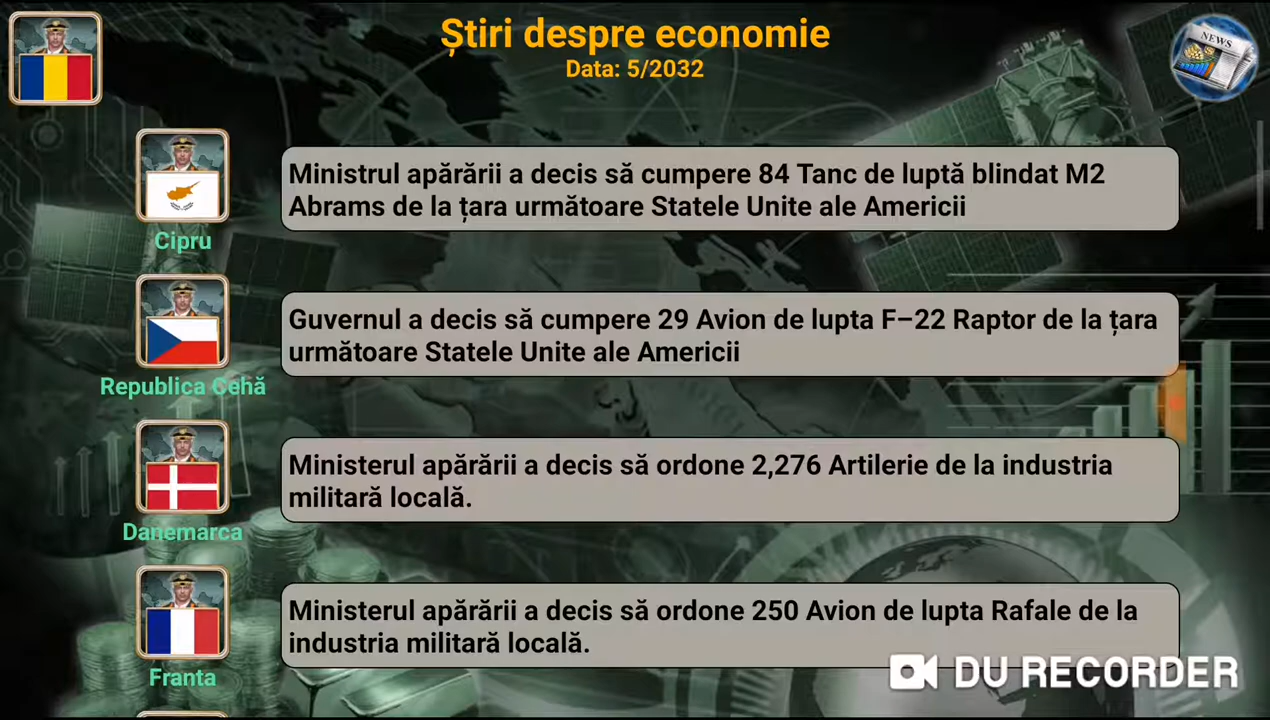 Știri despre economie
Data: 5/2032
NEWS
Ministrul apărării a decis să cumpere 84 Tanc de luptă blindat M2
Abrams de la țara următoare Statele Unite ale Americii
Cipru
Guvernul a decis să cumpere 29 Avion de lupta F–22 Raptor de la țara
următoare Statele Unite ale Americii
Republica Cehă
Ministerul apărării a decis să ordone 2,276 Artilerie de la industria
militară locală.
Danemarca
Ministerul apărării a decis să ordone 250 Avion de lupta Rafale de la
industria militară locală.
Franta
DU RECORDER